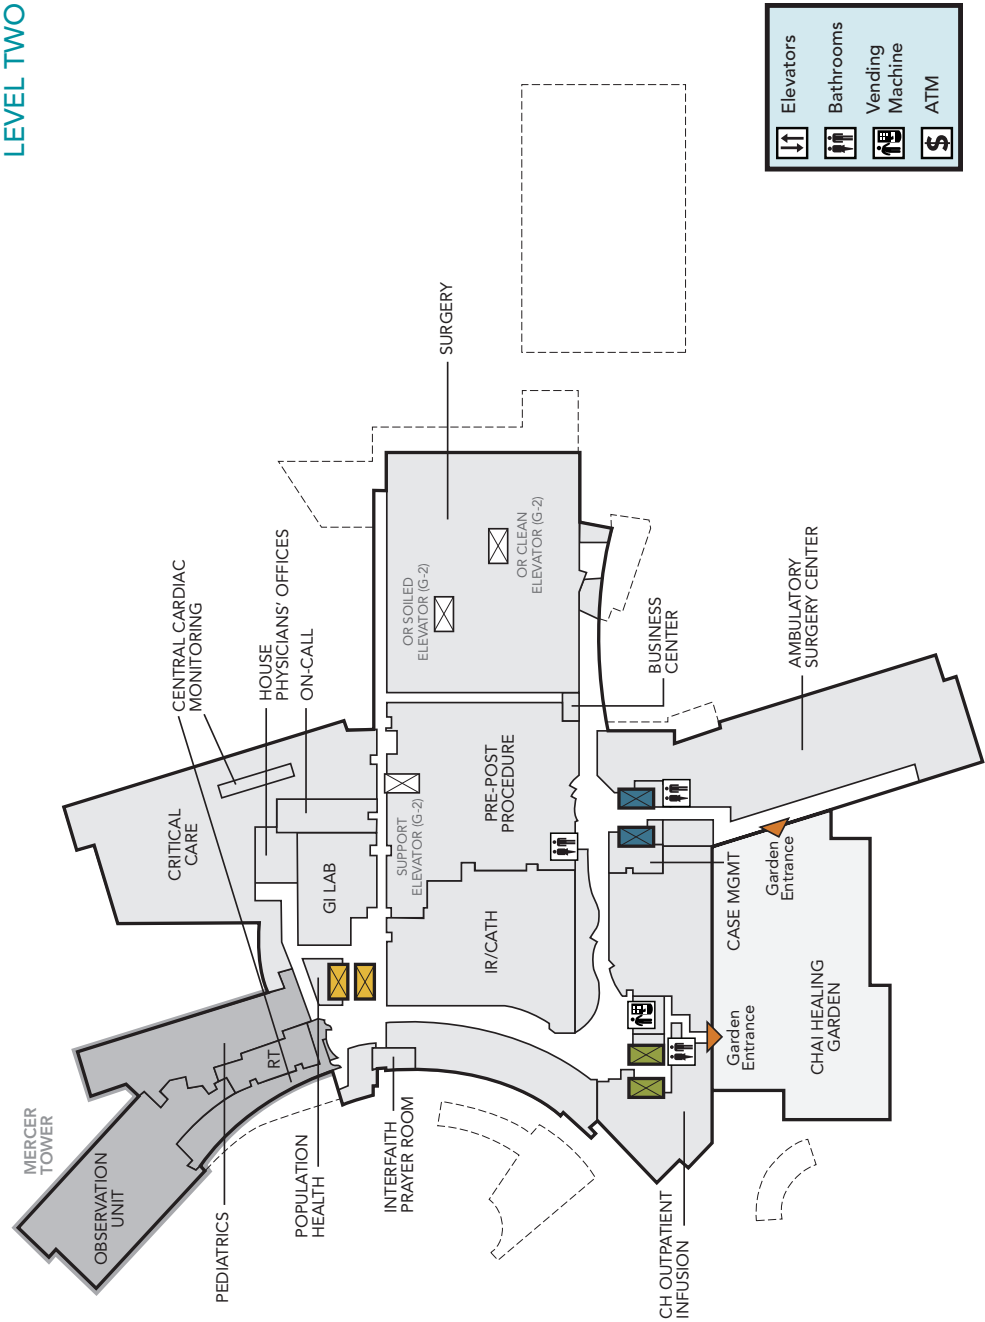 LEVEL TWO
Elevators
Bathrooms
Vending
Machine
$
ATM
MERCER
TOWER
OBSERVATION
UNIT
PEDIATRICS
RT
POPULATION
HEALTH
INTERFAITH
PRAYER ROOM
CH OUTPATIENT
INFUSION
CENTRAL CARDIAC
MONITORING
HOUSE
PHYSICIANS' OFFICES
ON-CALL
CRITICAL
CARE
GI LAB
SUPPORT
ELEVATOR (G-2)
IR/CATH
PRE-POST
PROCEDURE
SURGERY
OR SOILED
ELEVATOR (G-2)
OR CLEAN
ELEVATOR (G-2)
BUSINESS
CENTER
AMBULATORY
SURGERY CENTER
CASE MGMT
Garden
Entrance
Garden
Entrance
CHAI HEALING
GARDEN